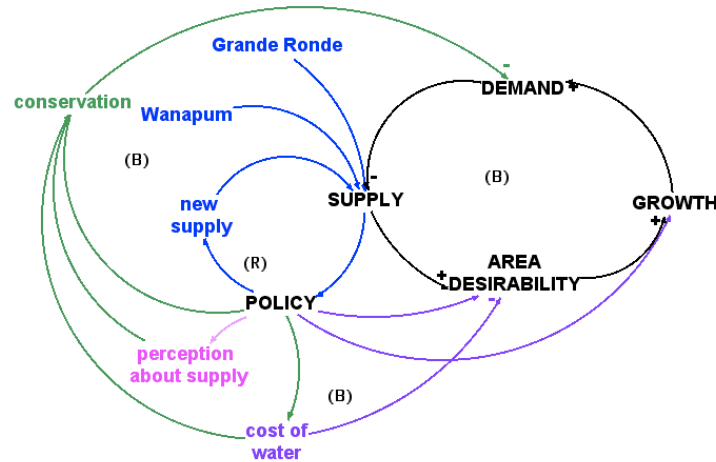 Grande Ronde
-
DEMAND +
conservation
Wanapum
(B)
-
(B)
SUPPLY
GROWTH
+
new
supply
(R)
+
AREA
DESIRABILITY
-
POLICY
perception
about supply
(B)
cost of
water